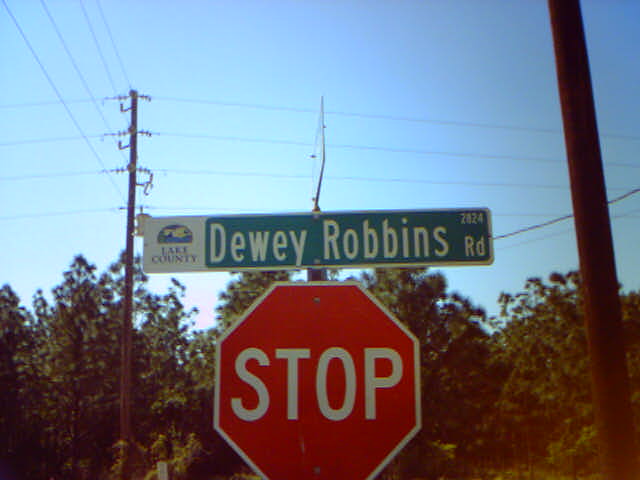 LAKE
COUNTY
Dewey Robbins Rd
2824
STOP